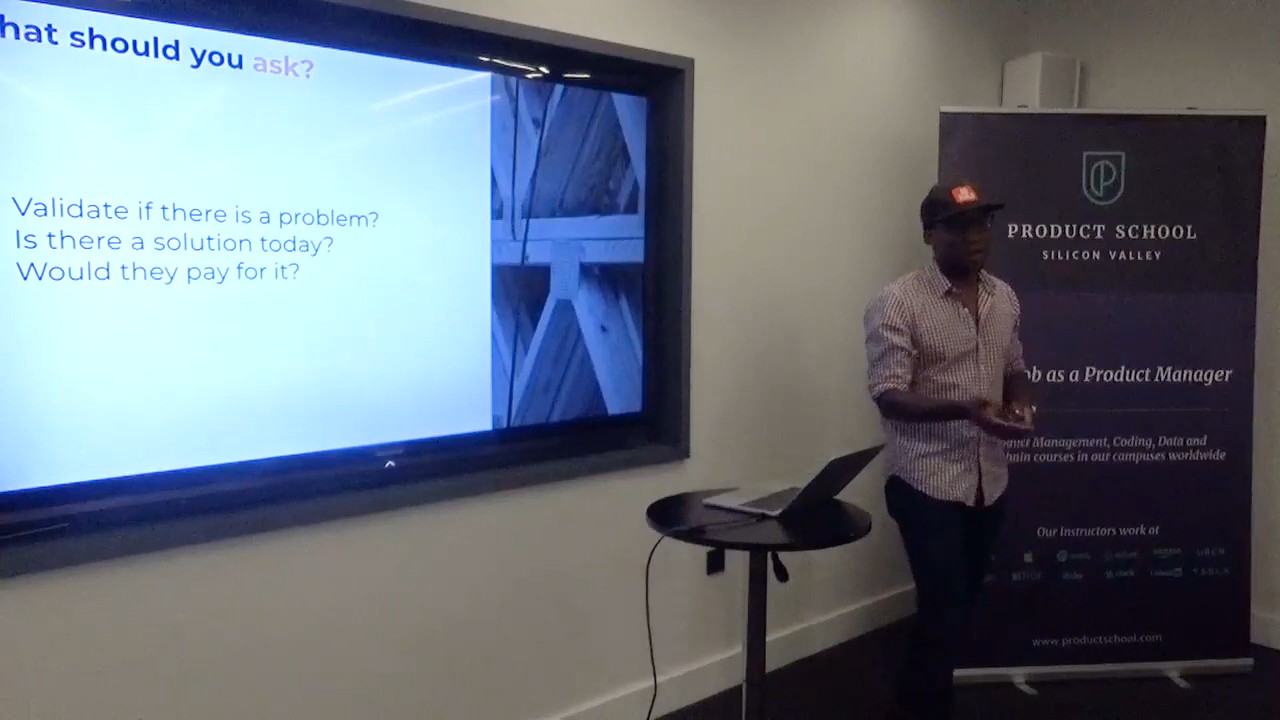 hat should you ask?
Validate if there is a problem?
Is there a solution today?
Would they pay for it?
PRODUCT SCHOOL
SILICON VALLEY
ob as a Product Manager
Management, Coding, Data and
courses in our campuses worldwide
Our Instructors work at
UBER
www.productschool.com